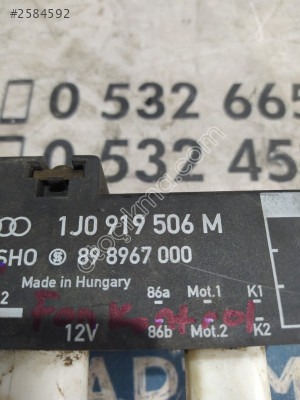 #2584592
0 532 665
0 532 45
1J0 919 506 M
SHO 89 8967 000
Made in Hungary
86a Mot.1 K1
2 Fan Kontrol
12V 86b Mot.2 K2